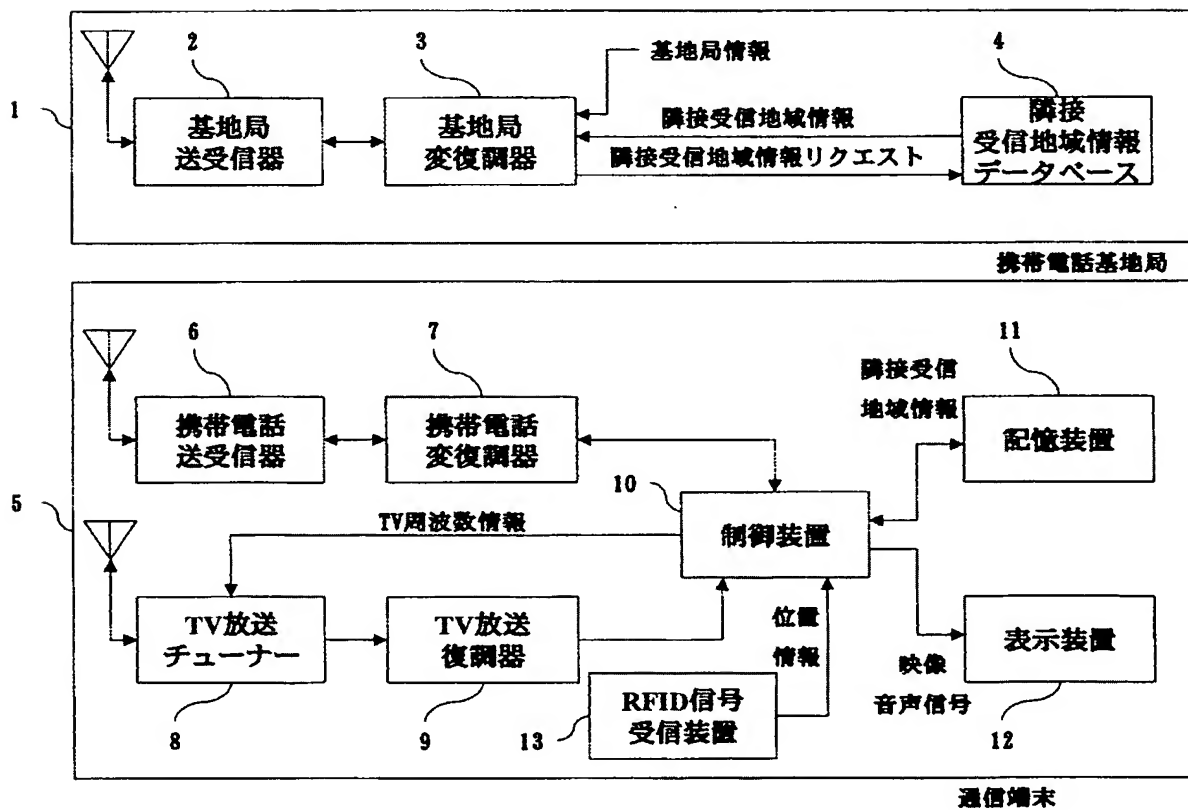 2
3
4
基地局情報
1
基地局
送受信器
基地局
変復調器
隣接受信地域情報
隣接受信地域情報リクエスト
隣接
受信地域情報
データベース
携帯電話基地局
6
7
11
隣接受信
地域情報
携帯電話
送受信器
携帯電話
変復調器
記憶装置
5
10
TV周波数情報
制御装置
TV放送
チューナー
TV放送
復調器
位置
情報
表示装置
映像
音声信号
RFID信号
受信装置
8
9
13
12
通信端末